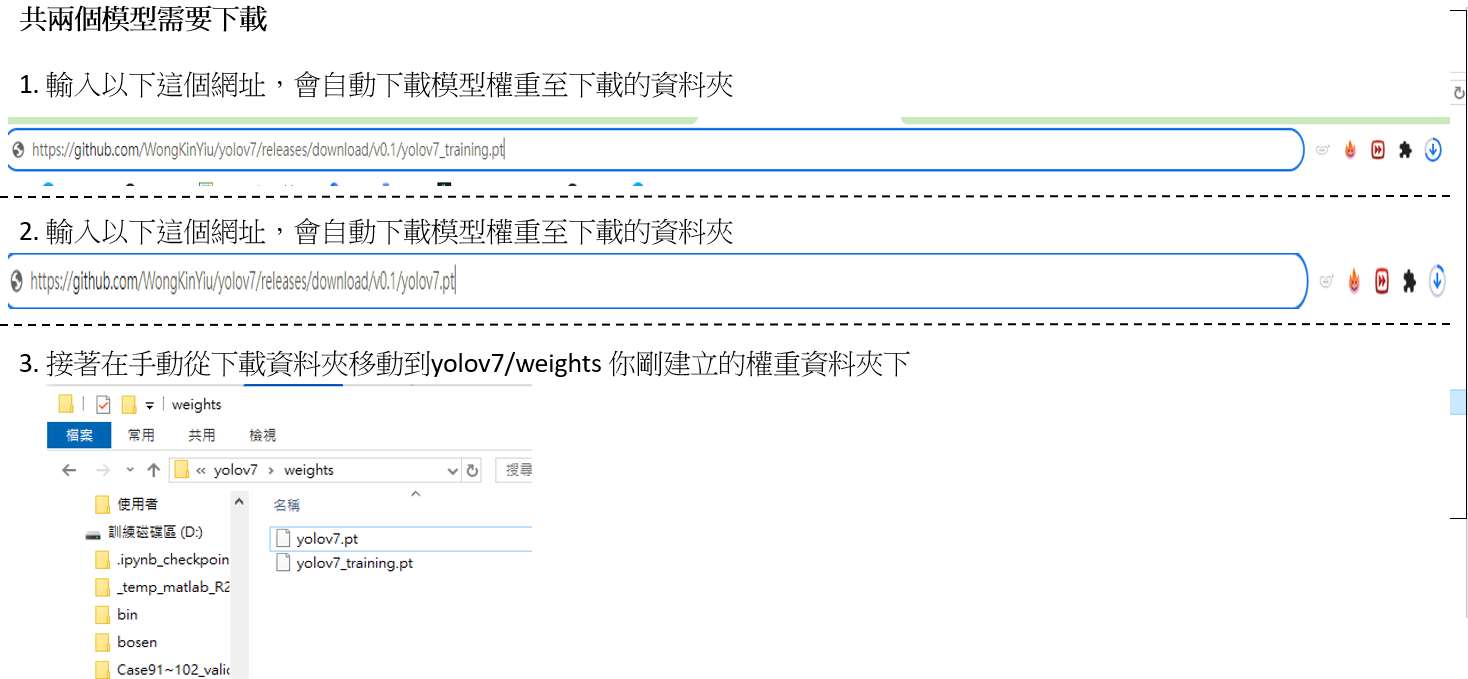 共兩個模型需要下載
1. 輸入以下這個網址，會自動下載模型權重至下載的資料夾
https://github.com/WongKinYiu/yolov7/releases/download/v0.1/yolov7_training.pt
2. 輸入以下這個網址，會自動下載模型權重至下載的資料夾
https://github.com/WongKinYiu/yolov7/releases/download/v0.1/yolov7.pt
3. 接著在手動從下載資料夾移動到yolov7/weights 你剛建立的權重資料夾下
weights
檔案 常用 共用 檢視
« yolov7 › weights 搜尋
使用者 名稱
訓練磁碟區 (D:)
yolov7.pt
.ipynb_checkpoin
yolov7_training.pt
_temp_matlab_R2
bin
bosen
Case91~102_valid